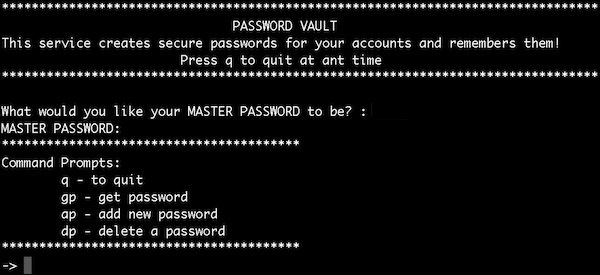 ************************************************************************
PASSWORD VAULT
This service creates secure passwords for your accounts and remembers them!
Press q to quit at ant time
************************************************************************
What would you like your MASTER PASSWORD to be? :
MASTER PASSWORD:
****************************************
Command Prompts:
q - to quit
gp - get password
ap - add new password
dp - delete a password
****************************************
->